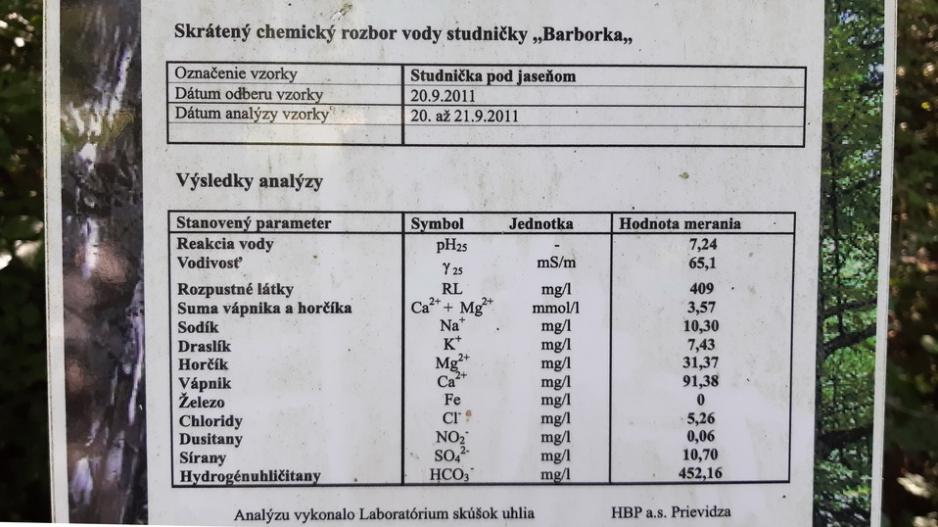 Skrátený chemický rozbor vody studničky „Barborka„
Označenie vzorky Studnička pod jaseňom
Dátum odberu vzorky 20.9.2011
Dátum analýzy vzorky 20. až 21.9.2011
Výsledky analýzy
Stanovený parameter Symbol Jednotka Hodnota merania
Reakcia vody pH25 - 7,24
Vodivosť γ25 mS/m 65,1
Rozpustné látky RL mg/l 409
Suma vápnika a horčíka Ca2+ + Mg2+ mmol/l 3,57
Sodík Na+ mg/l 10,30
Draslík K+ mg/l 7,43
Horčík Mg2+ mg/l 31,37
Vápnik Ca2+ mg/l 91,38
Železo Fe mg/l 0
Chloridy Cl- mg/l 5,26
Dusitany NO2- mg/l 0,06
Sírany SO42- mg/l 10,70
Hydrogénuhličitany HCO3- mg/l 452,16
Analýzu vykonalo Laboratórium skúšok uhlia HBP a.s. Prievidza